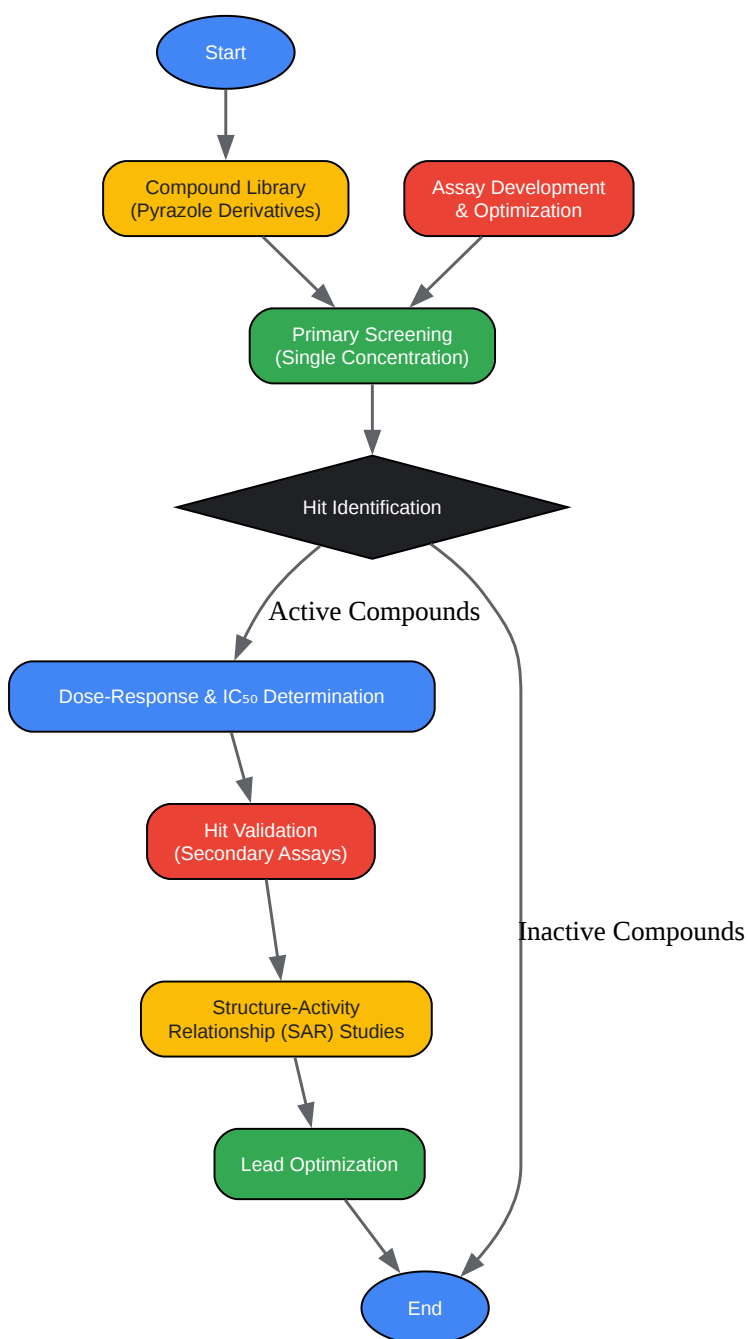 Start
Compound Library
(Pyrazole Derivatives)
Assay Development
& Optimization
Primary Screening
(Single Concentration)
Hit Identification
Active Compounds
Dose-Response & IC₅₀ Determination
Hit Validation
(Secondary Assays)
Inactive Compounds
Structure-Activity
Relationship (SAR) Studies
Lead Optimization
End